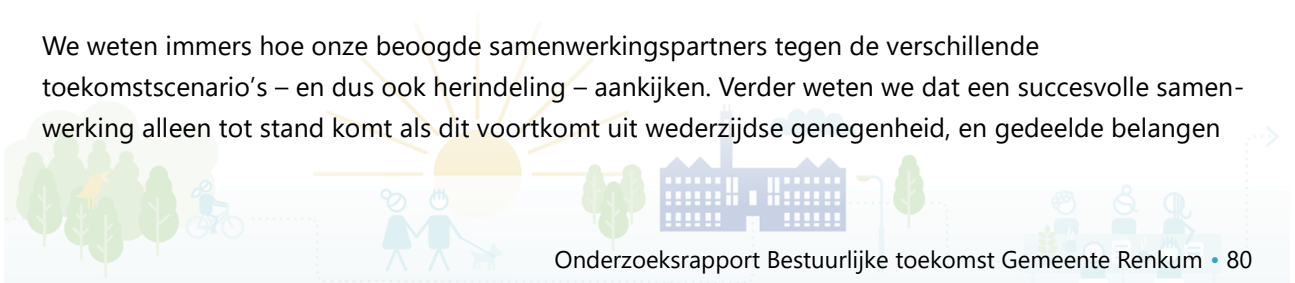 We weten immers hoe onze beoogde samenwerkingspartners tegen de verschillende
toekomstscenario’s – en dus ook herindeling – aankijken. Verder weten we dat een succesvolle samen-
werking alleen tot stand komt als dit voortkomt uit wederzijdse genegenheid, en gedeelde belangen
Onderzoeksrapport Bestuurlijke toekomst Gemeente Renkum • 80